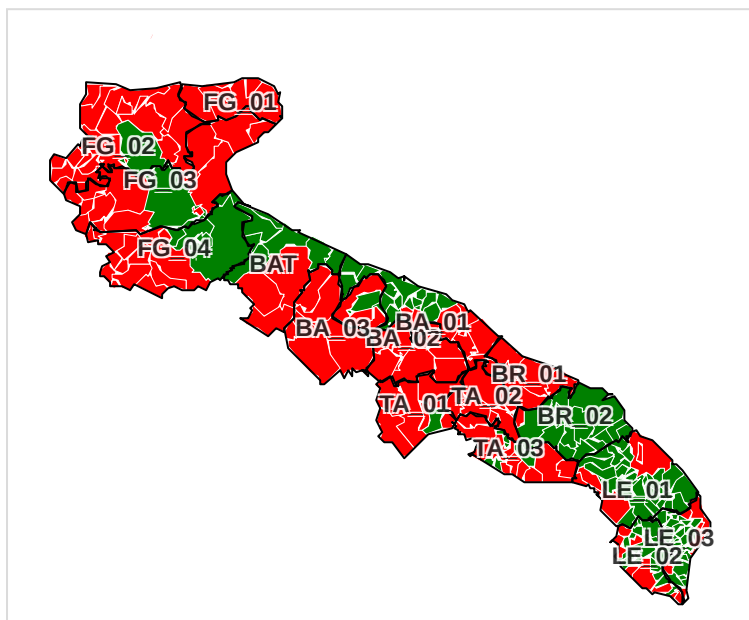 FG_01
FG_02
FG_03
FG_04
BAT
BA_01
BA_03
BA_02
BR_01
TA_02
TA_01
BR_02
TA_03
LE_01
LE_03
LE_02